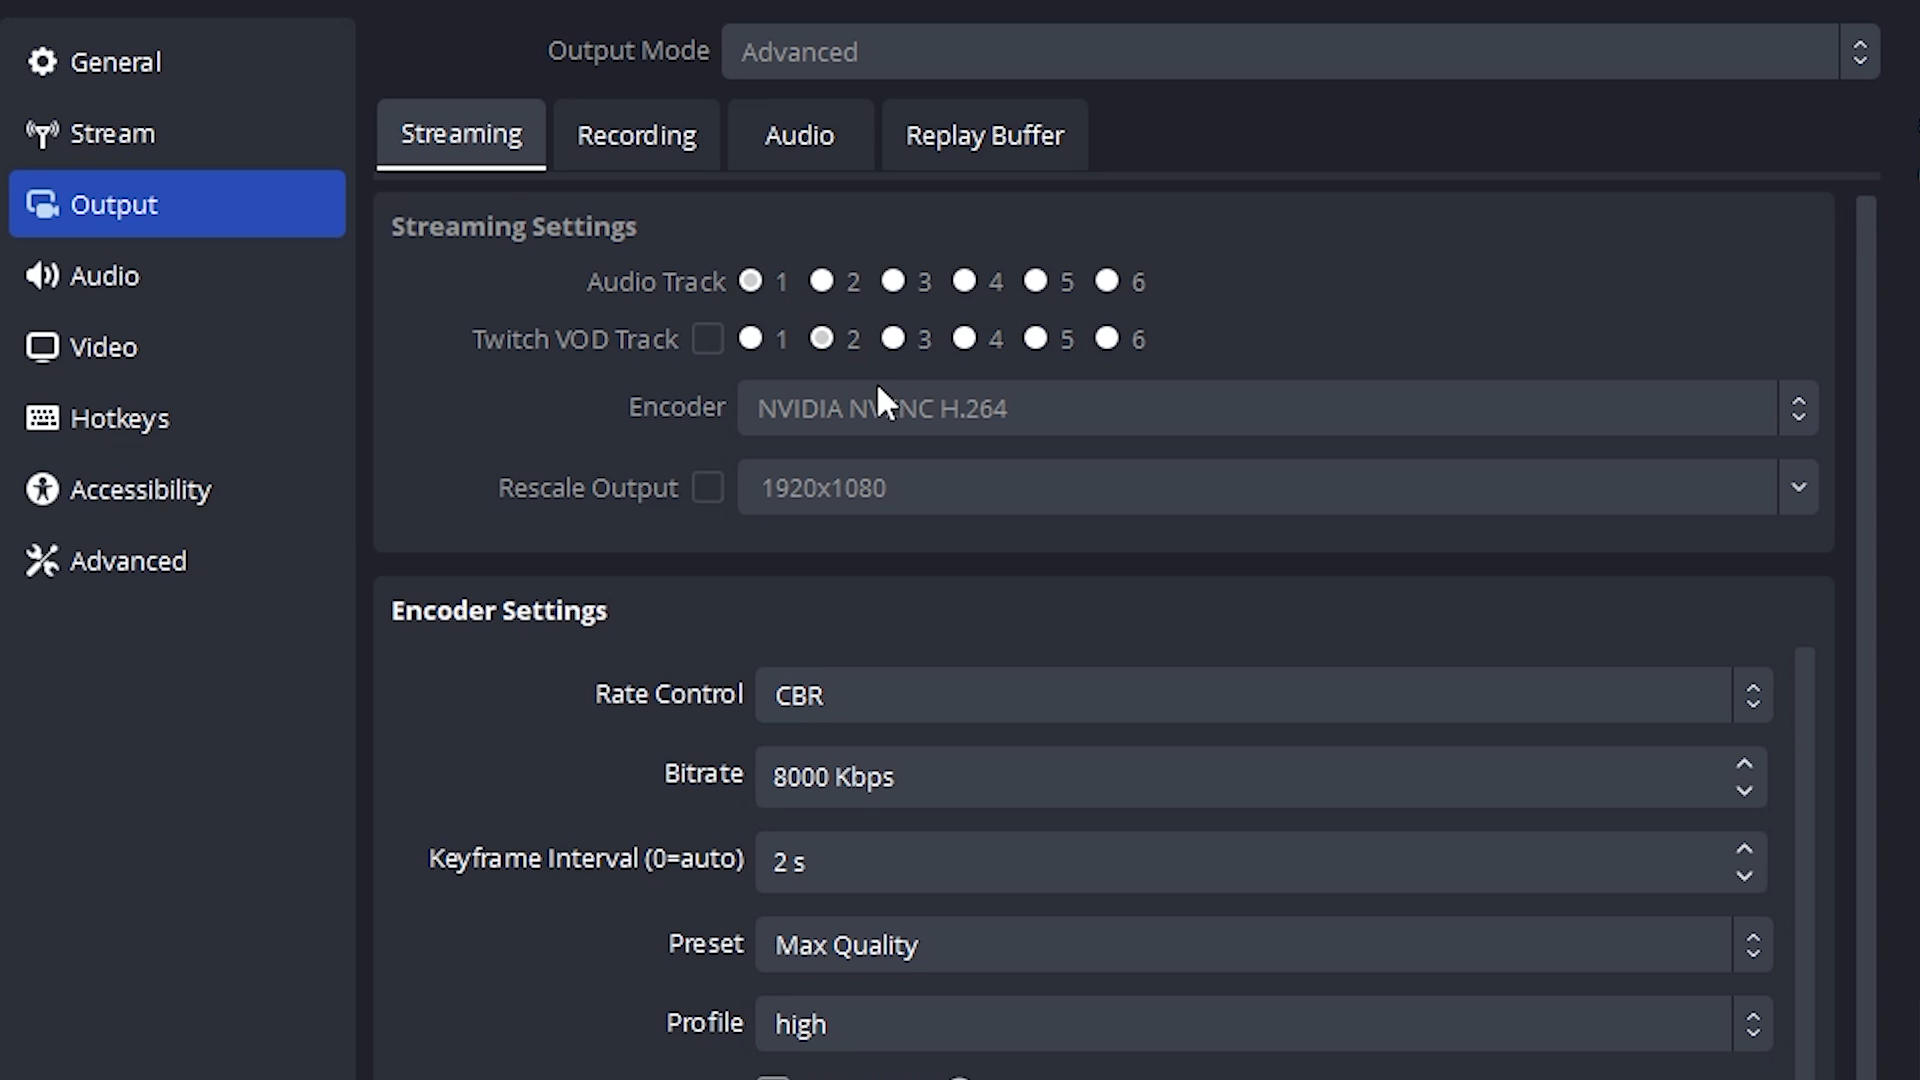 General
Stream
Output
Audio
Video
Hotkeys
Accessibility
Advanced
Output Mode Advanced
Streaming Recording Audio Replay Buffer
Streaming Settings
Audio Track 1 2 3 4 5 6
Twitch VOD Track 1 2 3 4 5 6
Encoder NVIDIA NVENC H.264
Rescale Output 1920x1080
Encoder Settings
Rate Control CBR
Bitrate 8000 Kbps
Keyframe Interval (0=auto) 2 s
Preset Max Quality
Profile high